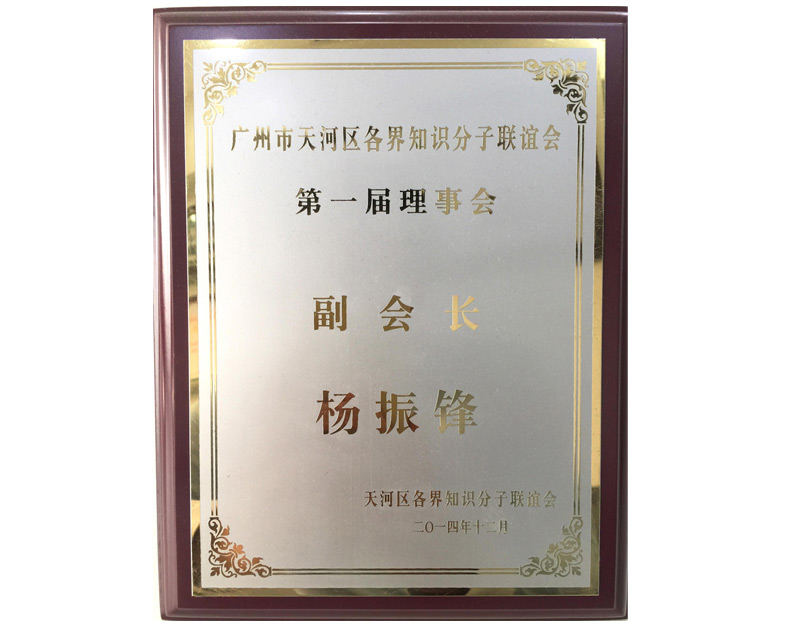 广州市天河区各界知识分子联谊会
第一届理事会
副会长
杨振锋
天河区各界知识分子联谊会
二〇一四年十二月